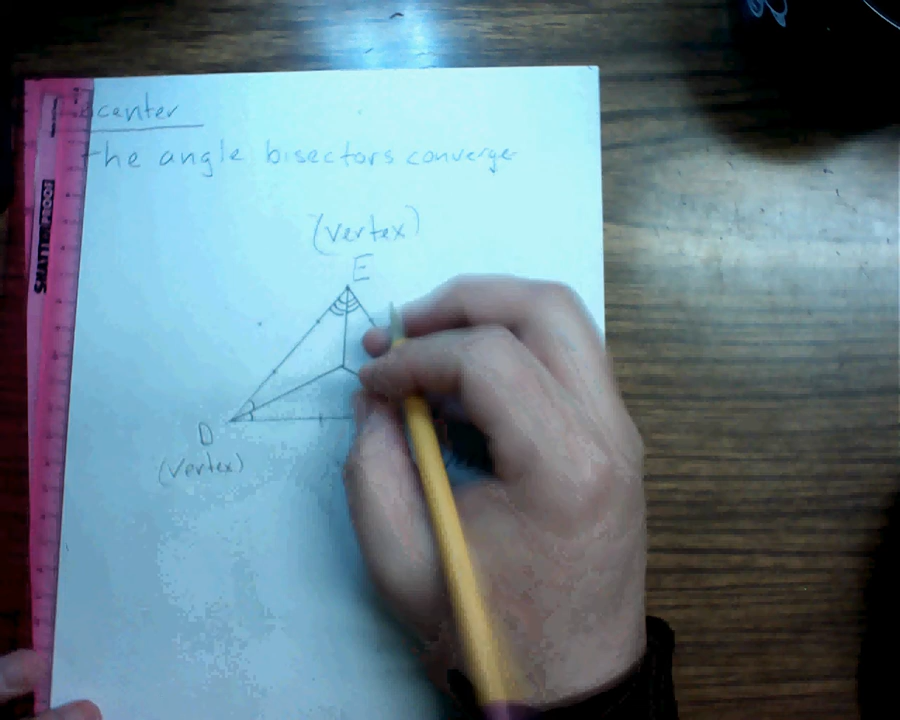 center
the angle bisectors converge
(vertex)
E
D
(vertex)
SHATTERPROOF